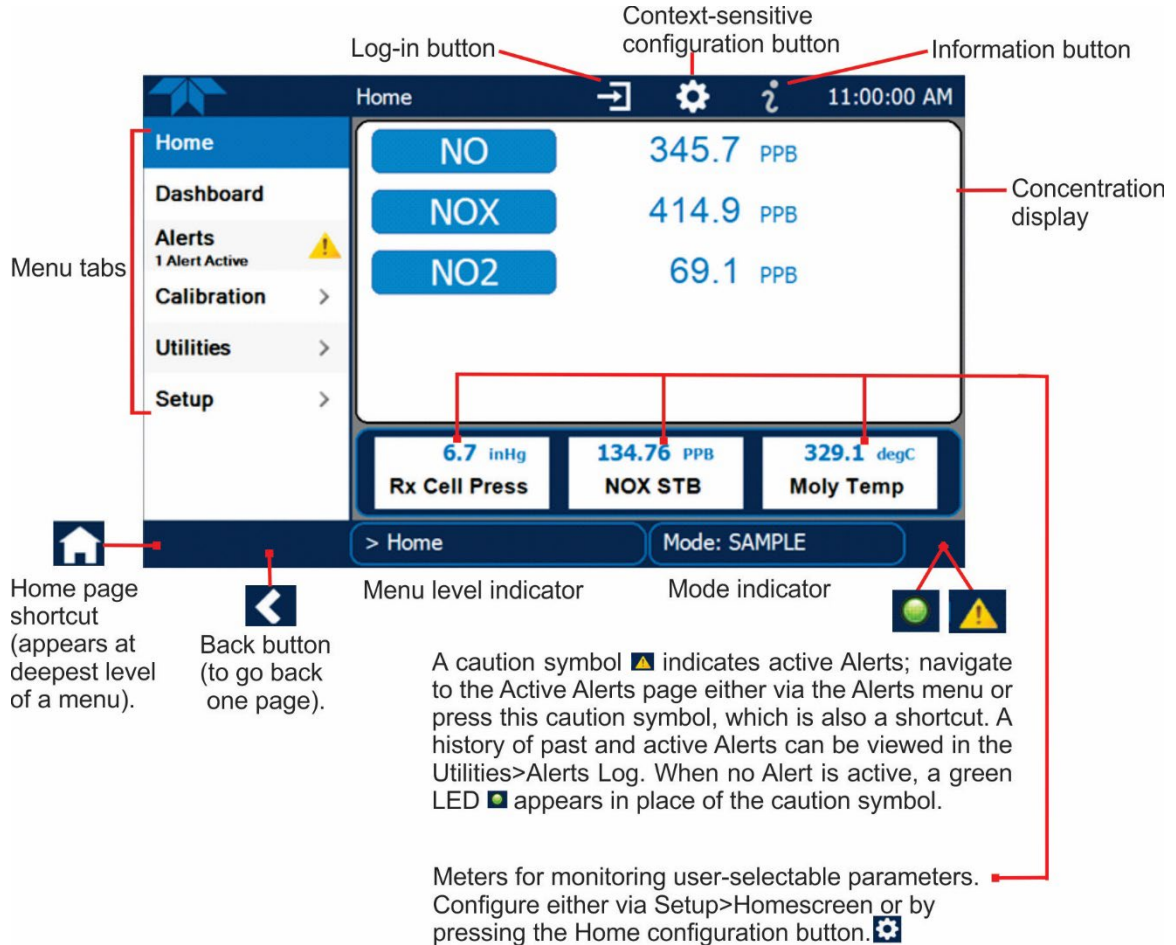 Context-sensitive
configuration button
Log-in button
Information button
Home
11:00:00 AM
Home
Dashboard
Alerts
1 Alert Active
Calibration
Utilities
Setup
Menu tabs
NO 345.7 PPB
NOX 414.9 PPB
NO2 69.1 PPB
Concentration
display
6.7 inHg
Rx Cell Press
134.76 PPB
NOX STB
329.1 degC
Moly Temp
> Home
Mode: SAMPLE
Home page
shortcut
(appears at
deepest level
of a menu).
Back button
(to go back
one page).
Menu level indicator
Mode indicator
A caution symbol indicates active Alerts; navigate
to the Active Alerts page either via the Alerts menu or
press this caution symbol, which is also a shortcut. A
history of past and active Alerts can be viewed in the
Utilities>Alerts Log. When no Alert is active, a green
LED appears in place of the caution symbol.
Meters for monitoring user-selectable parameters.
Configure either via Setup>Homescreen or by
pressing the Home configuration button.